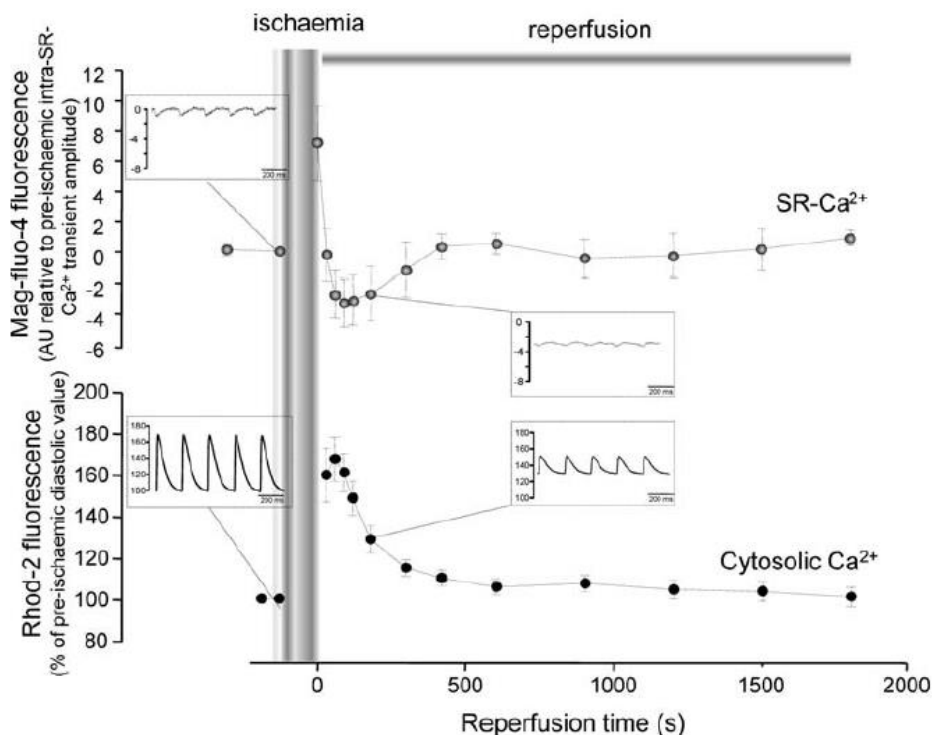 ischaemia
reperfusion
Mag-fluo-4 fluorescence
(AU relative to pre-ischaemic intra-SR-
Ca²⁺ transient amplitude)
12
10
8
6
4
2
0
-2
-4
-6
0
-4
-8
200 ms
SR-Ca²⁺
0
-4
-8
200 ms
Rhod-2 fluorescence
(% of pre-ischaemic diastolic value)
200
180
160
140
120
100
80
180
160
140
120
100
200 ms
180
160
140
120
100
200 ms
Cytosolic Ca²⁺
0
500
1000
1500
2000
Reperfusion time (s)